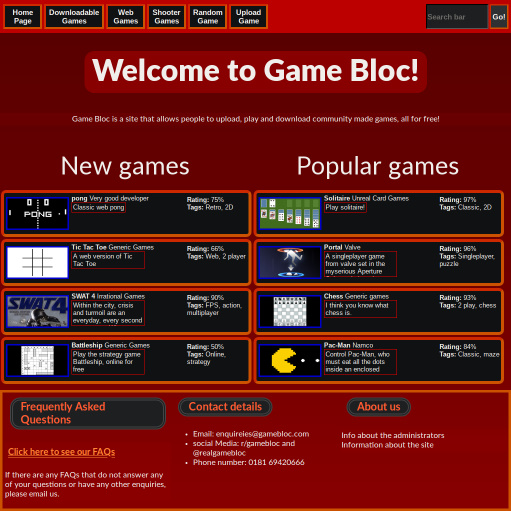 Home Page
Downloadable Games
Web Games
Shooter Games
Random Game
Upload Game
Search bar
Find!
Welcome to Game Bloc!
Game Bloc is a site that allows people to upload, play and download community made games, all for free!
New games
PONG
pong Very good developer
Classic web pong
Rating: 75%
Tags: Retro, 2D
Tic Tac Toe Generic Games
A web version of Tic
Tac Toe
Rating: 66%
Tags: Web, 2 player
SWAT4
SWAT 4 Irrational Games
Within the city, crisis
and turmoil are an
everyday, every second
Rating: 90%
Tags: FPS, action,
multiplayer
Battleship Generic Games
Play the strategy game
Battleship, online for
free
Rating: 50%
Tags: Online,
strategy
Popular games
Solitaire Unreal Card Games
Play solitaire!
Rating: 97%
Tags: Classic, 2D
Portal Valve
A singleplayer game
from valve set in the
mysterious Aperture
Rating: 96%
Tags: Singleplayer,
puzzle
Chess Generic games
I think you know what
chess is.
Rating: 93%
Tags: 2 play, chess
Pac-Man Namco
Control Pac-Man, who
must eat all the dots
inside an enclosed
Rating: 84%
Tags: Classic, maze
Frequently Asked
Questions
Click here to see our FAQs
If there are any FAQs that do not answer any
of your questions or have any other enquiries,
please email us.
Contact details
• Email: enquireies@gamebloc.com
• social Media: r/gamebloc and
@realgamebloc
• Phone number: 0181 69420666
About us
Info about the administrators
Information about the site